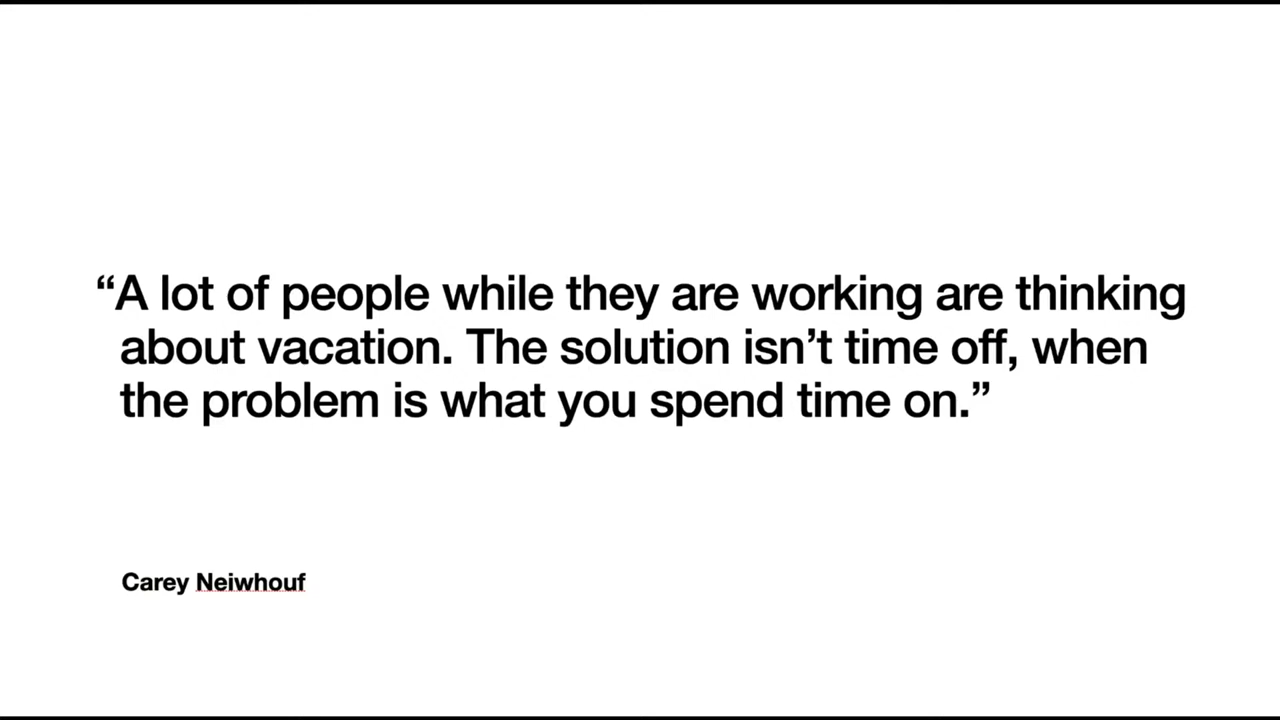 “A lot of people while they are working are thinking
about vacation. The solution isn’t time off, when
the problem is what you spend time on.”
Carey Neiwhouf